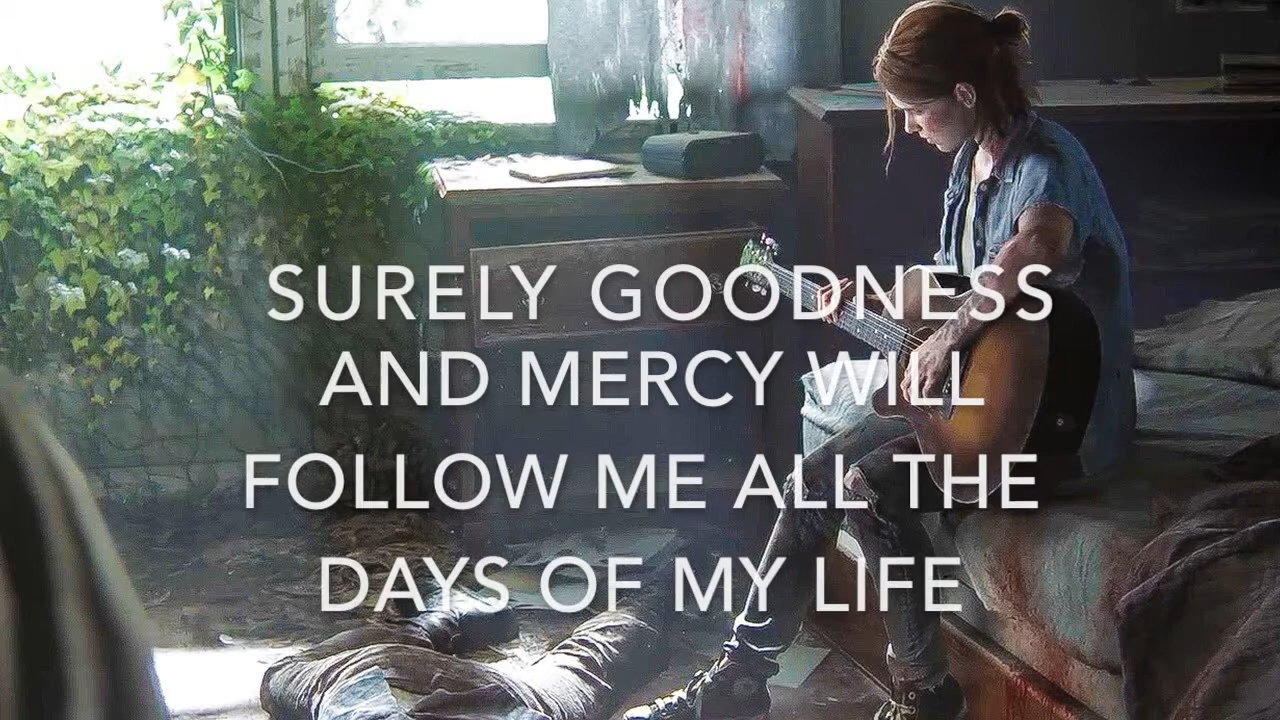 SURELY GOODNESS
AND MERCY WILL
FOLLOW ME ALL THE
DAYS OF MY LIFE